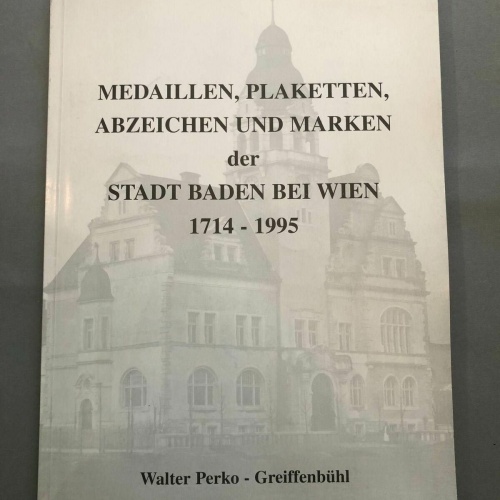 MEDAILLEN, PLAKETTEN,
ABZEICHEN UND MARKEN
der
STADT BADEN BEI WIEN
1714 - 1995
Walter Perko - Greiffenbühl